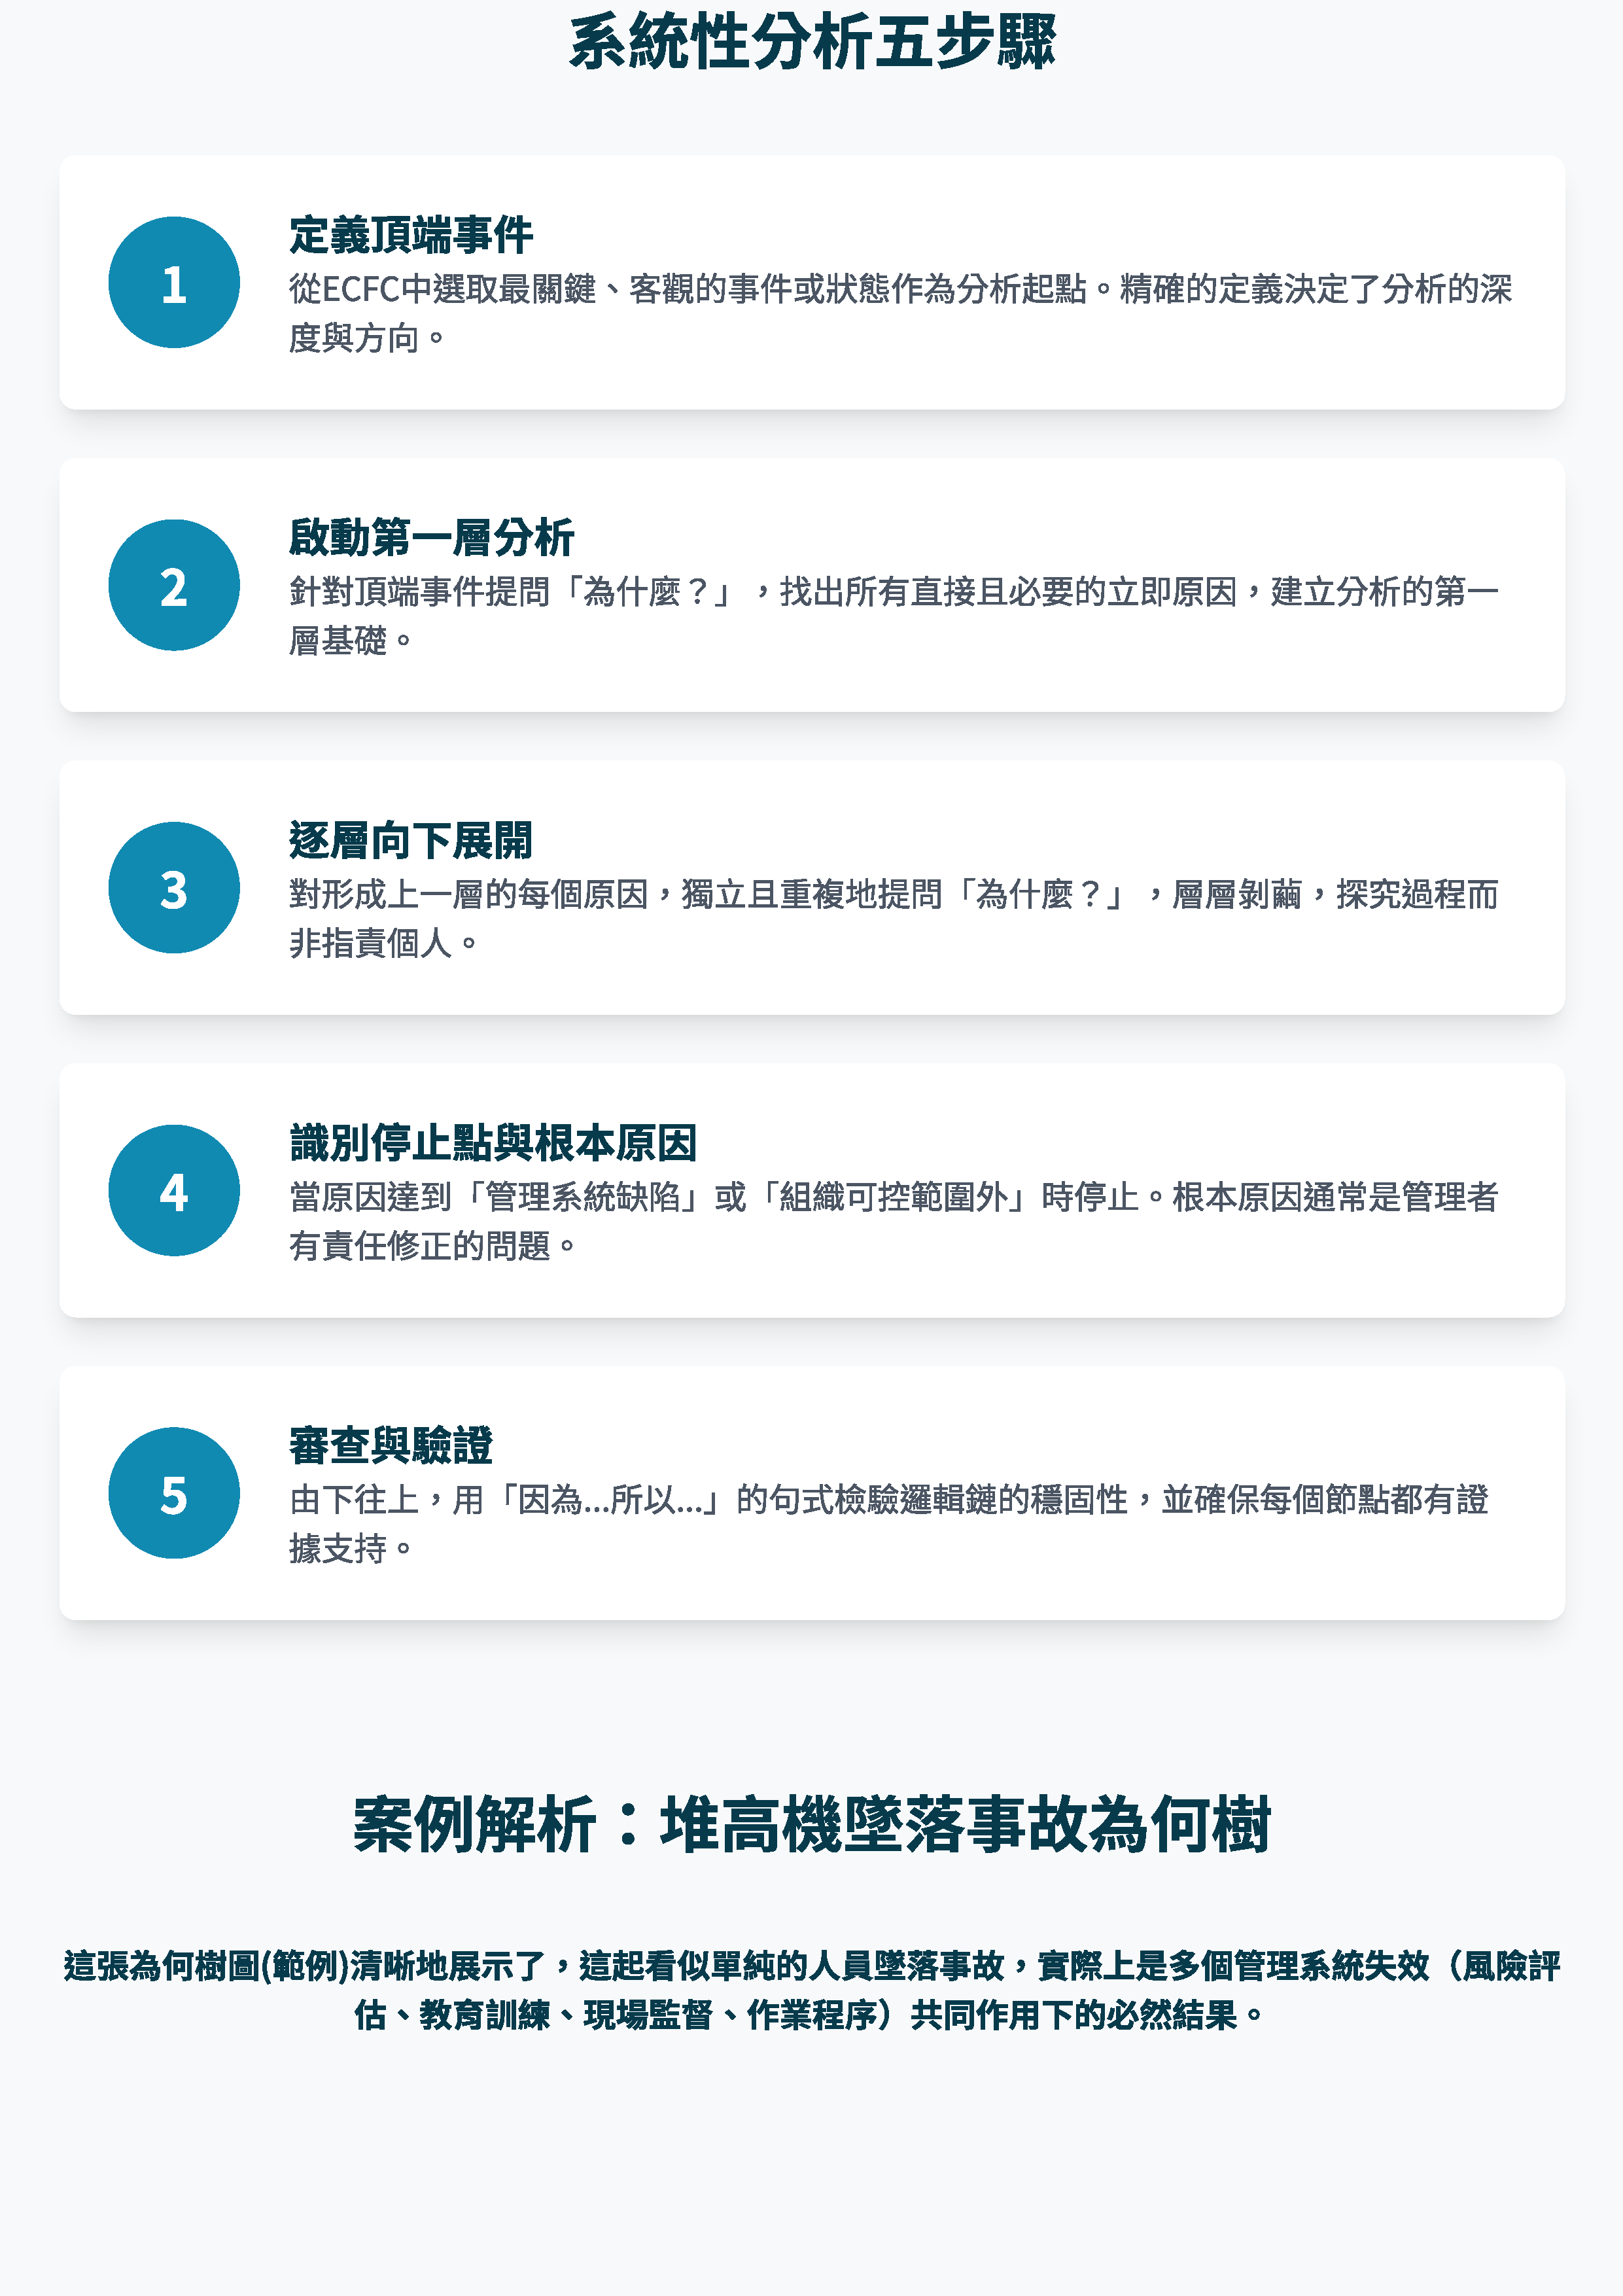 系統性分析五步驟
1
定義頂端事件
從ECFC中選取最關鍵、客觀的事件或狀態作為分析起點。精確的定義決定了分析的深
度與方向。
2
啟動第一層分析
針對頂端事件提問「為什麼？」，找出所有直接且必要的立即原因，建立分析的第一
層基礎。
3
逐層向下展開
對形成上一層的每個原因，獨立且重複地提問「為什麼？」，層層剝繭，探究過程而
非指責個人。
4
識別停止點與根本原因
當原因達到「管理系統缺陷」或「組織可控範圍外」時停止。根本原因通常是管理者
有責任修正的問題。
5
審查與驗證
由下往上，用「因為...所以...」的句式檢驗邏輯鏈的穩固性，並確保每個節點都有證
據支持。
案例解析：堆高機墜落事故為何樹
這張為何樹圖(範例)清晰地展示了，這起看似單純的人員墜落事故，實際上是多個管理系統失效（風險評
估、教育訓練、現場監督、作業程序）共同作用下的必然結果。